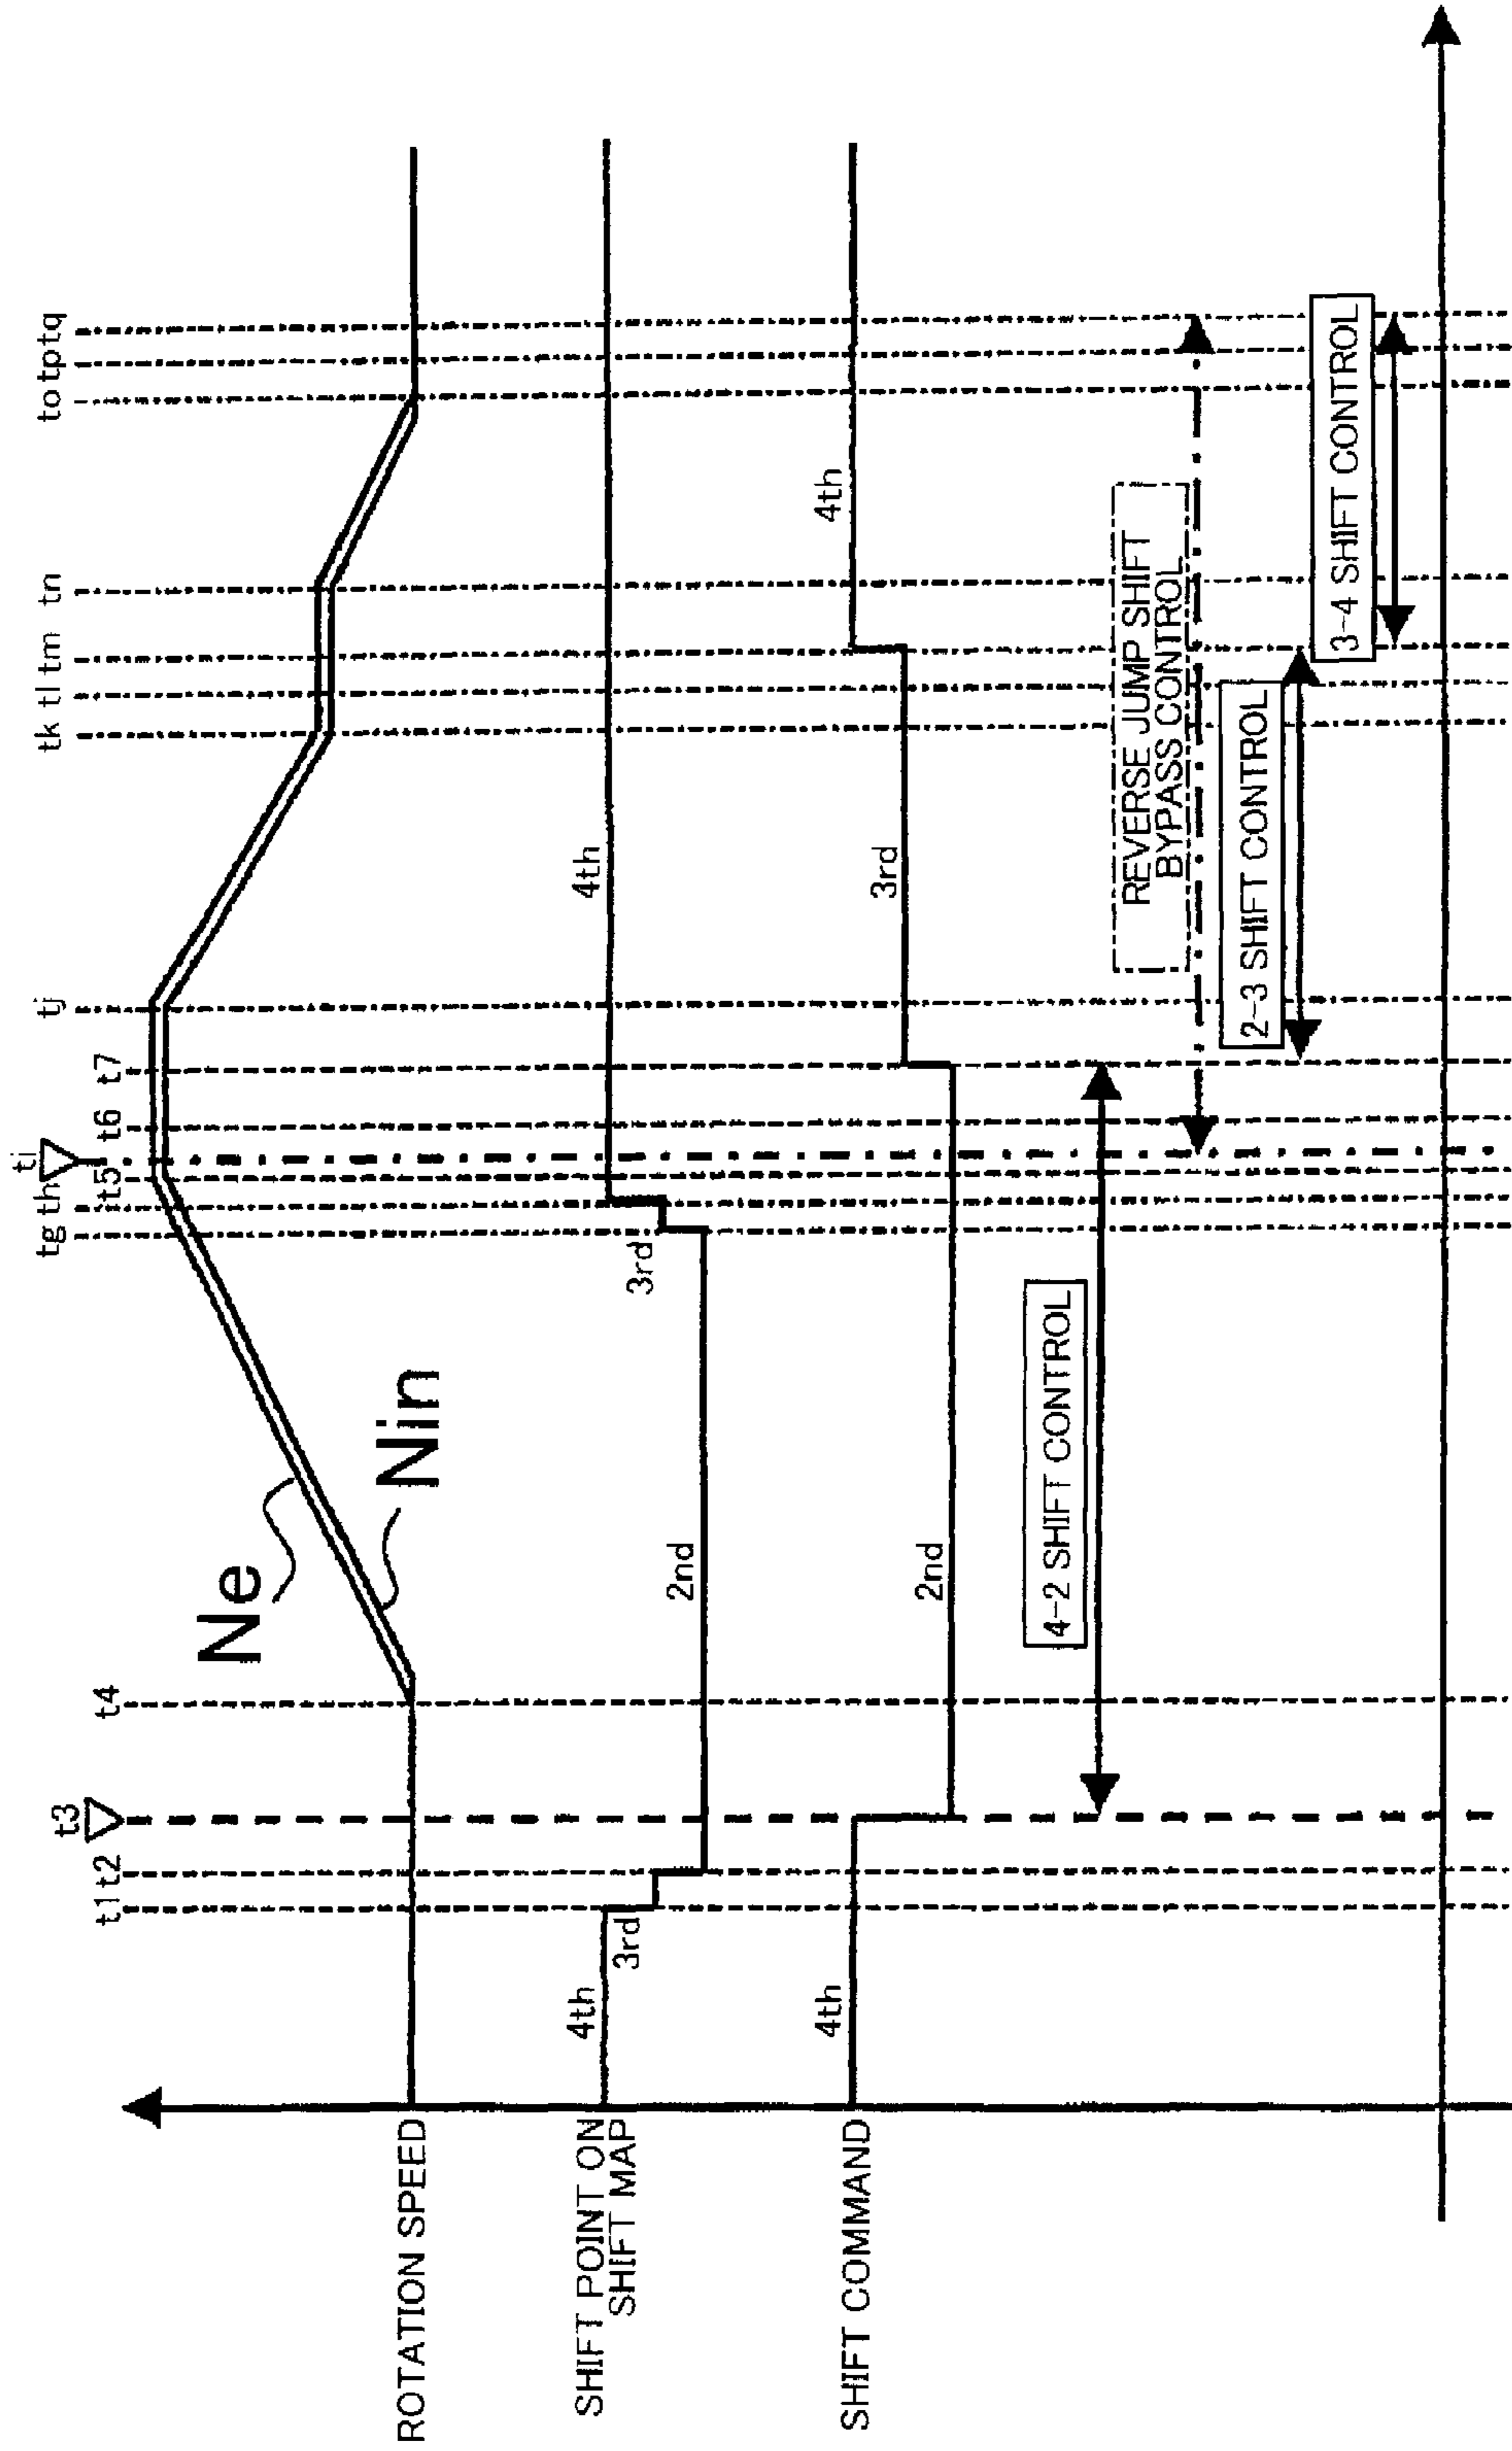 t1 t2
t3
t4
tg th
t5
ti
t6
t7
tj
tk tl tm tn
to tp tq
ROTATION SPEED
Ne
Nin
SHIFT POINT ON
SHIFT MAP
4th
3rd
2nd
3rd
4th
SHIFT COMMAND
4th
2nd
3rd
4th
4-2 SHIFT CONTROL
REVERSE JUMP SHIFT
BYPASS CONTROL
2-3 SHIFT CONTROL
3-4 SHIFT CONTROL